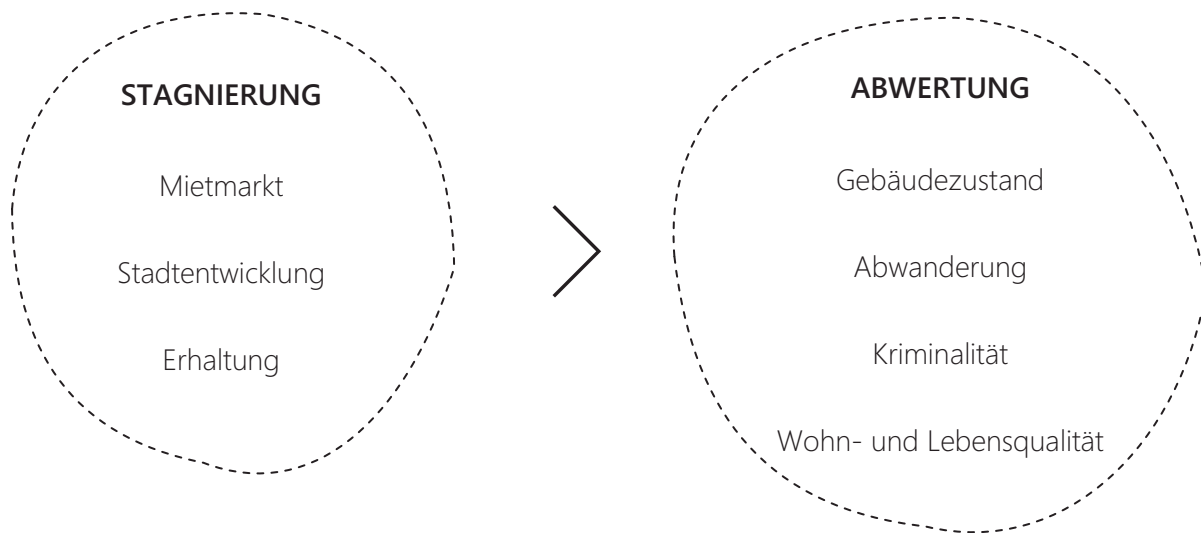 STAGNIERUNG
Mietmarkt
Stadtentwicklung
Erhaltung
ABWERTUNG
Gebäudezustand
Abwanderung
Kriminalität
Wohn- und Lebensqualität